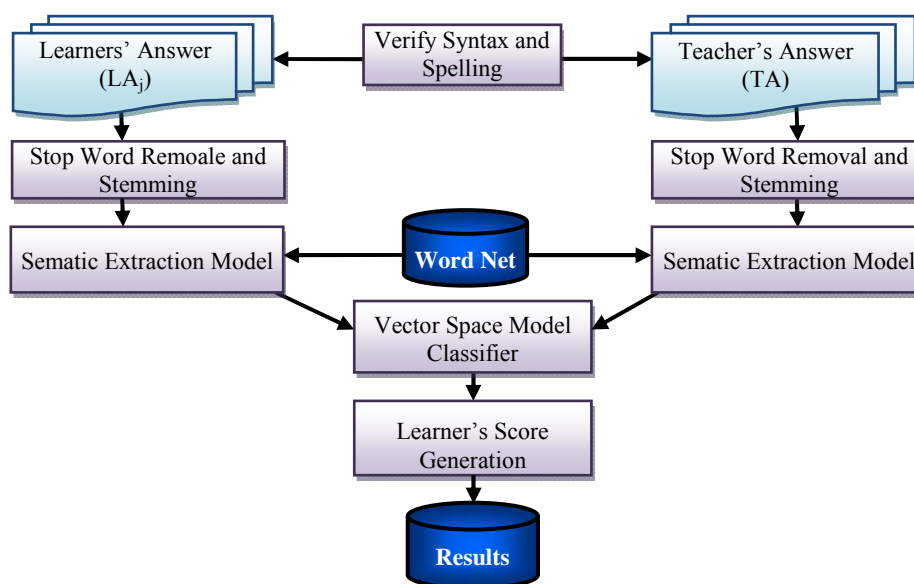 Learners' Answer
(LAj)
Verify Syntax and
Spelling
Teacher's Answer
(TA)
Stop Word Remoale and
Stemming
Stop Word Removal and
Stemming
Sematic Extraction Model
Word Net
Sematic Extraction Model
Vector Space Model
Classifier
Learner's Score
Generation
Results